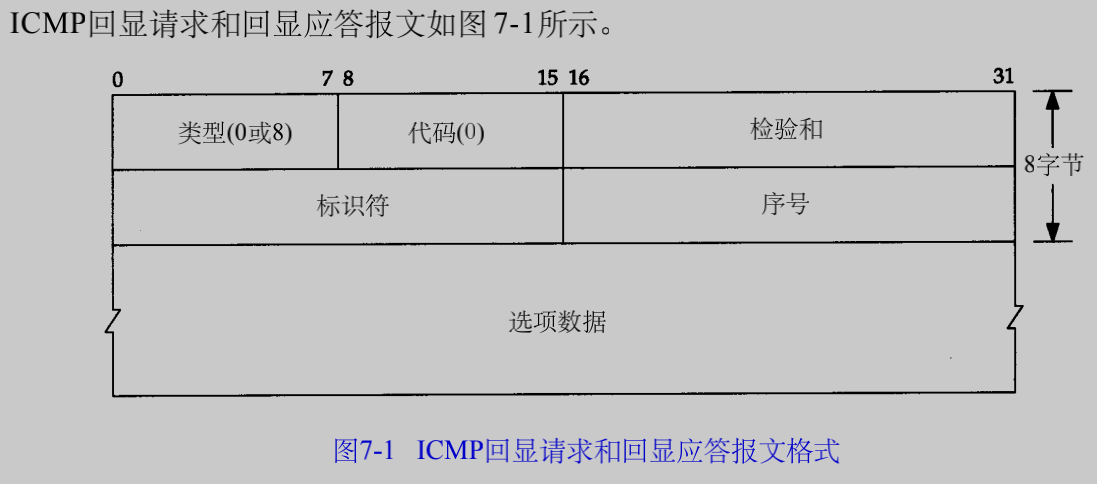 ICMP回显请求和回显应答报文如图7-1所示。
0 7 8 15 16 31
类型(0或8) 代码(0) 检验和
8字节
标识符 序号
选项数据
图7-1 ICMP回显请求和回显应答报文格式